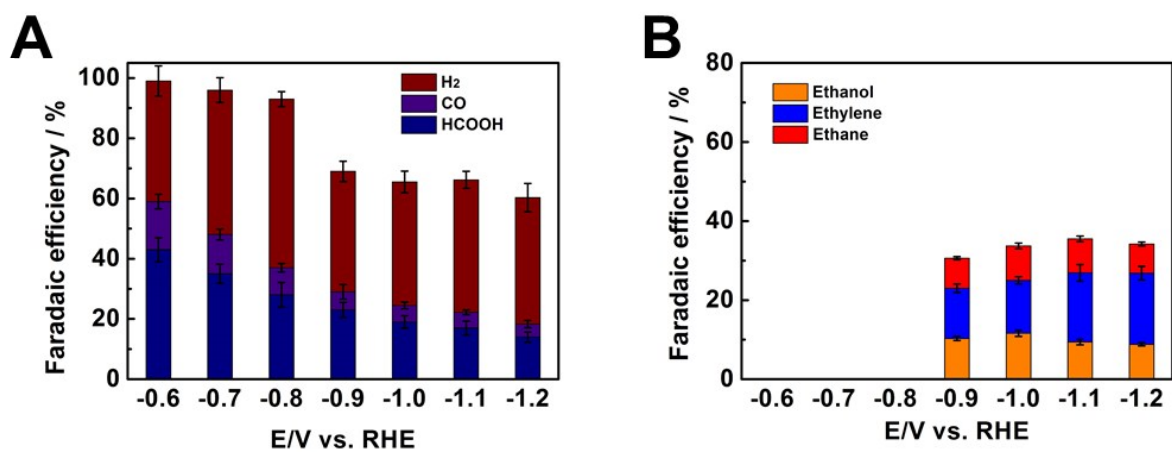 A
Faradaic efficiency / %
100
80
60
40
20
0
H2
CO
HCOOH
-0.6 -0.7 -0.8 -0.9 -1.0 -1.1 -1.2
E/V vs. RHE
B
Faradaic efficiency / %
80
60
40
20
0
Ethanol
Ethylene
Ethane
-0.6 -0.7 -0.8 -0.9 -1.0 -1.1 -1.2
E/V vs. RHE